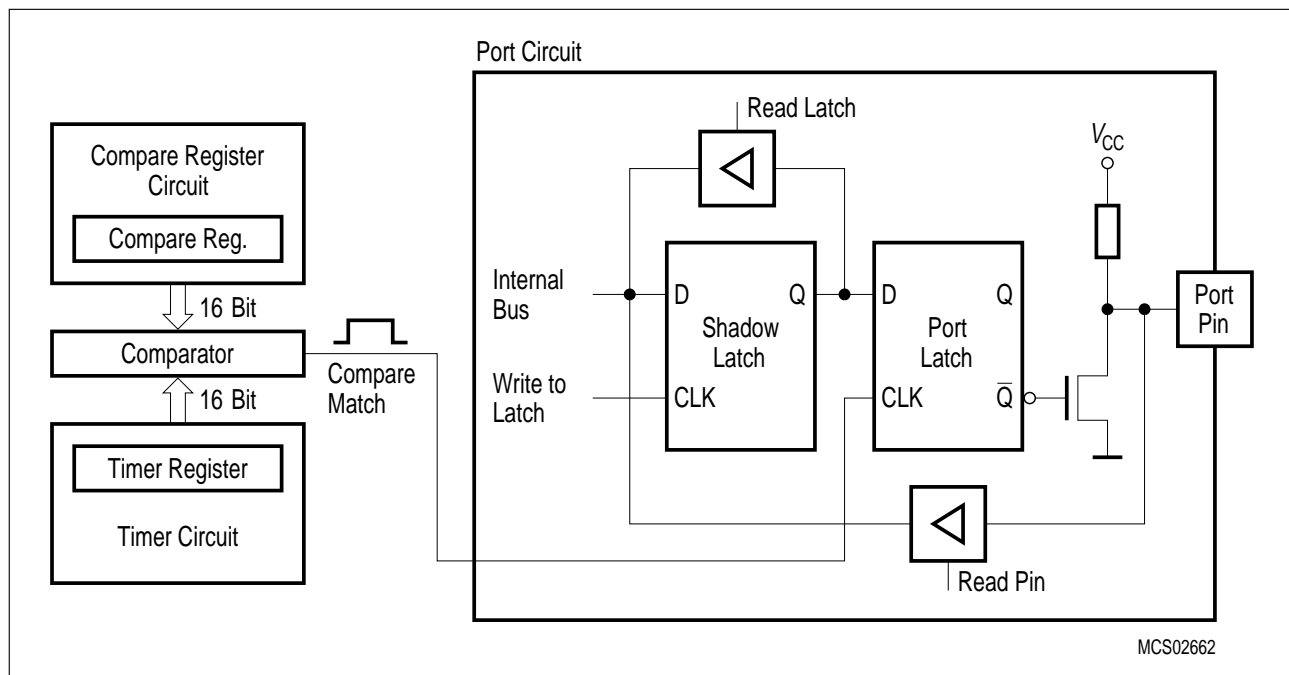 Port Circuit
Compare Register
Circuit
Compare Reg.
16 Bit
Comparator
16 Bit
Timer Register
Timer Circuit
Compare
Match
Read Latch
V_CC
Internal
Bus
Write to
Latch
D
Q
Shadow
Latch
CLK
D
Q
Port
Latch
CLK
Q̅
Port
Pin
Read Pin
MCS02662